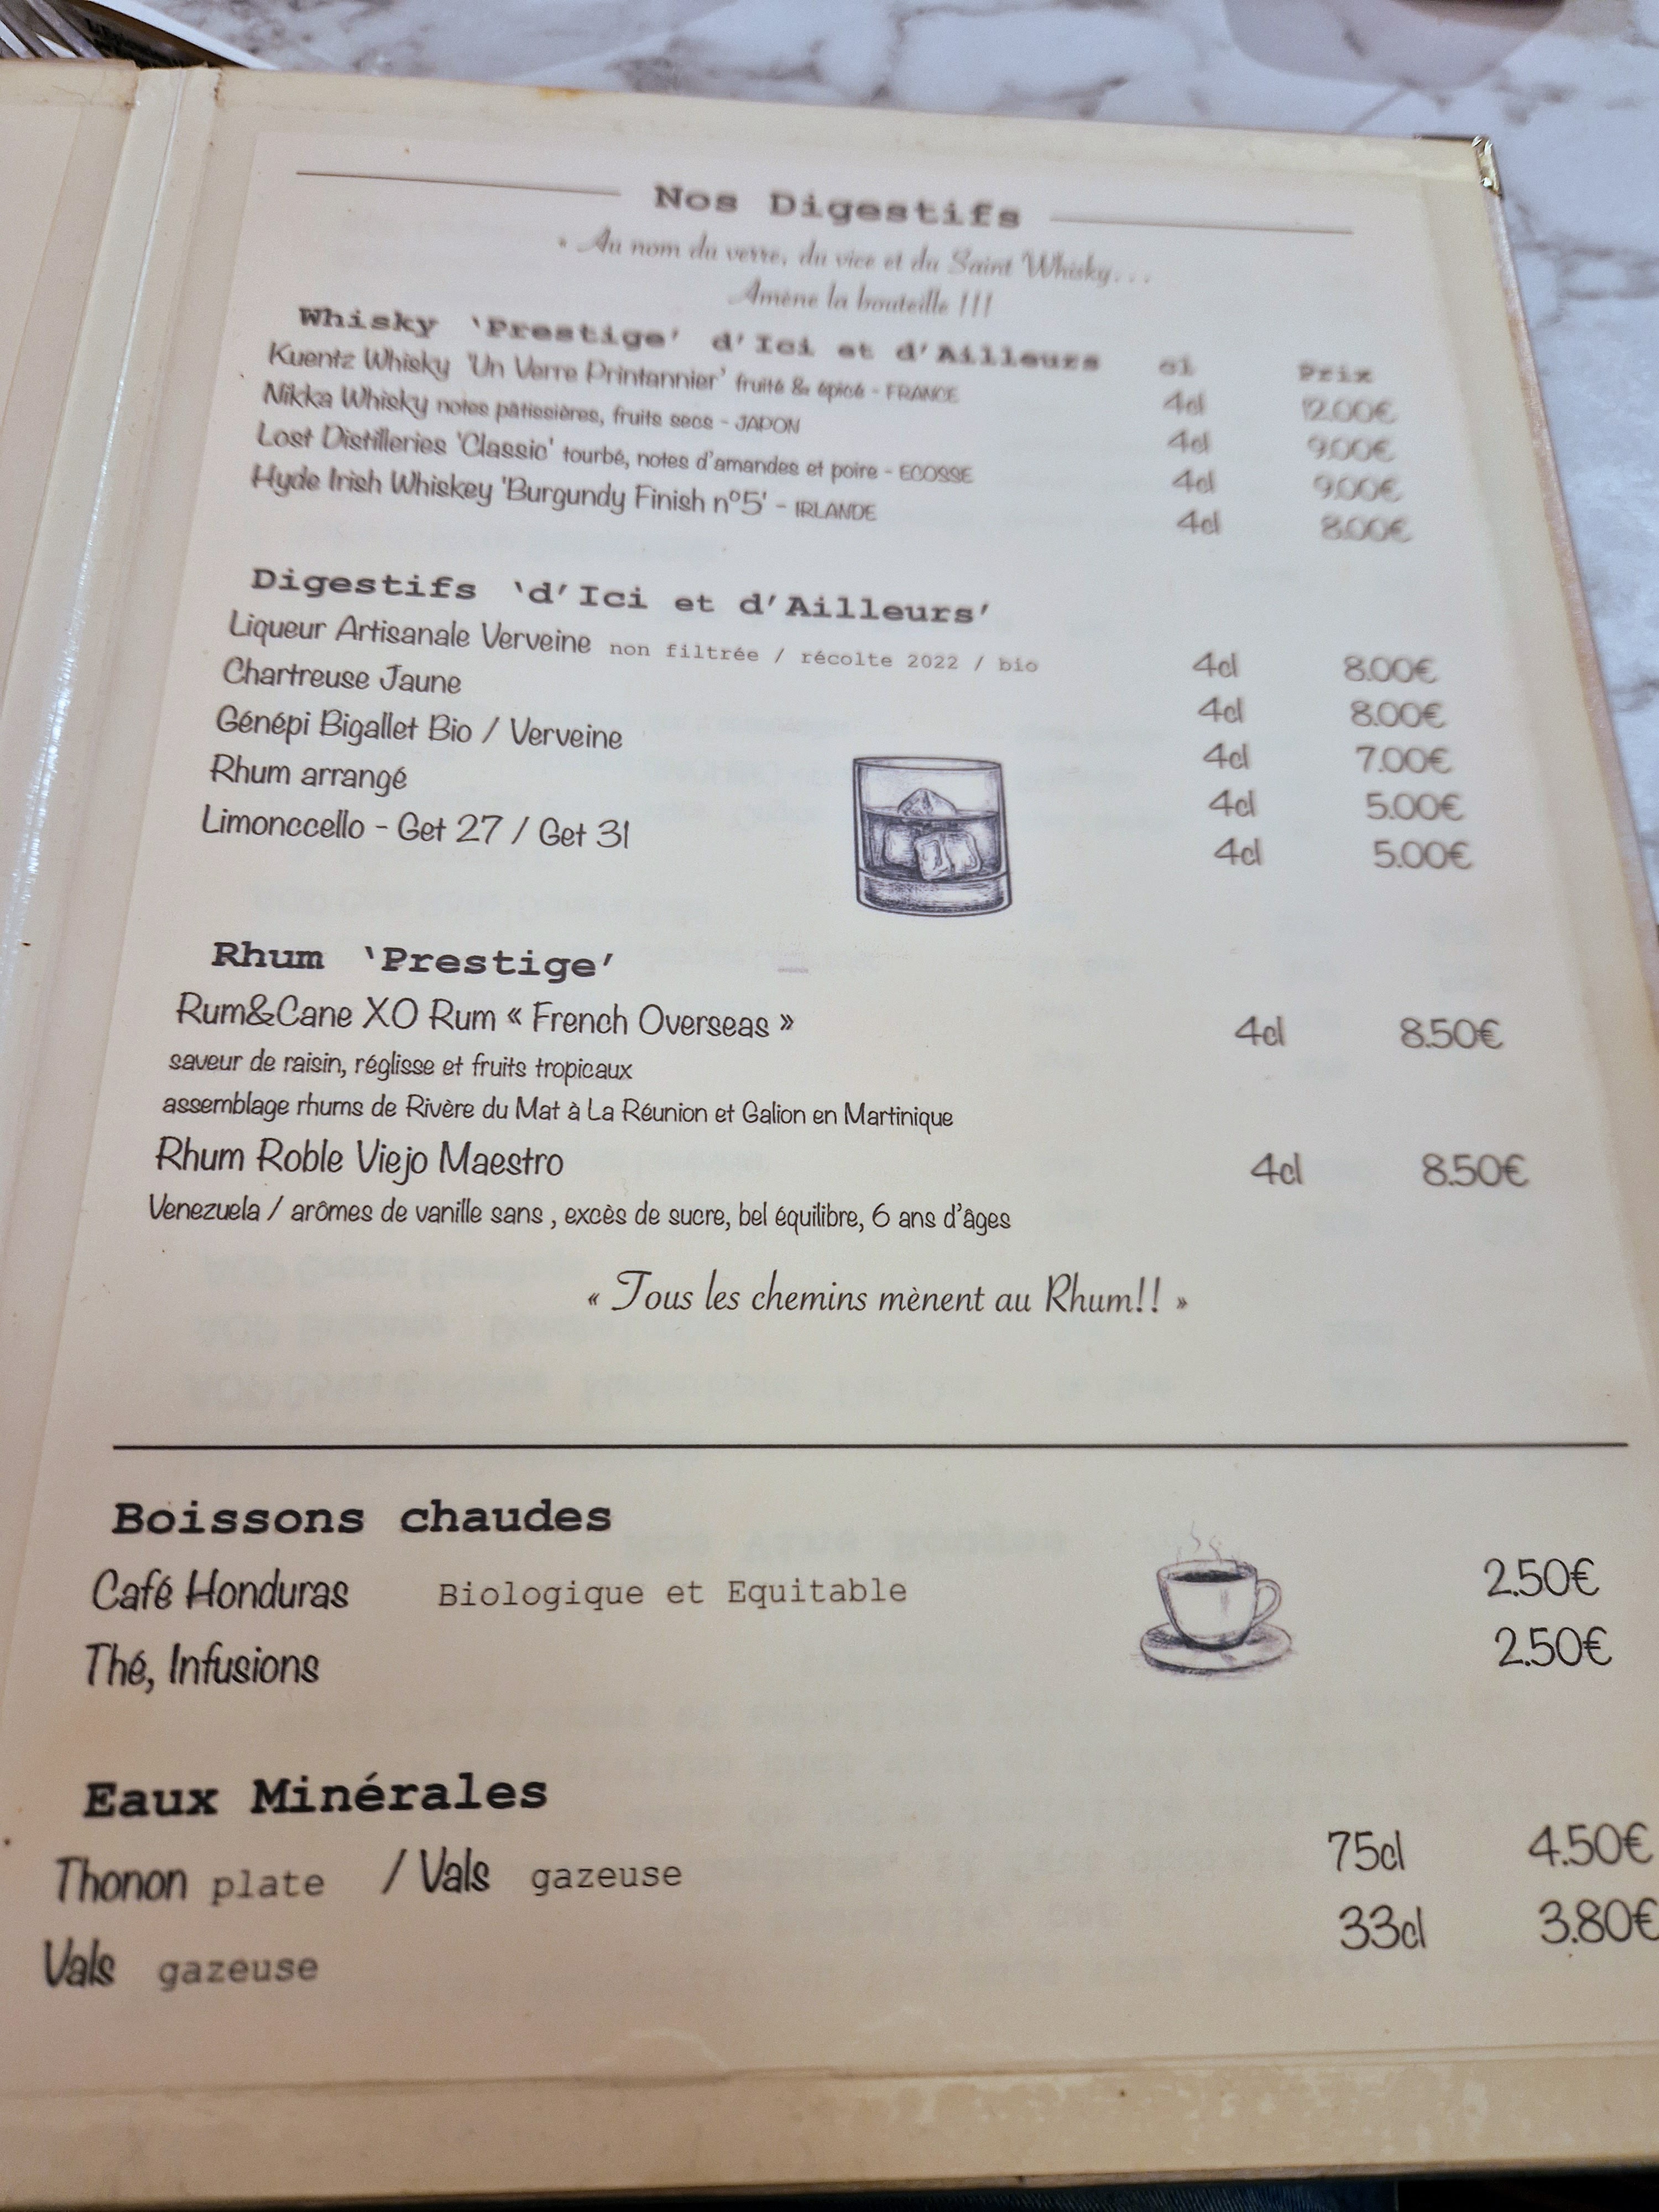 Nos Digestifs
« Au nom du verre, du vice et du Saint Whisky...
Amène la bouteille !!!
Whisky 'Prestige' d'Ici et d'Ailleurs cl Prix
Kuentz Whisky 'Un Verre Printannier' fruité & épicé - FRANCE 4cl 12.00€
Nikka Whisky notes pâtissières, fruits secs - JAPON 4cl 9.00€
Lost Distilleries 'Classic' tourbé, notes d'amandes et poire - ECOSSE 4cl 9.00€
Hyde Irish Whiskey 'Burgundy Finish n°5' - IRLANDE 4cl 8.00€
Digestifs 'd'Ici et d'Ailleurs'
Liqueur Artisanale Verveine non filtrée / récolte 2022 / bio 4cl 8.00€
Chartreuse Jaune 4cl 8.00€
Génépi Bigallet Bio / Verveine 4cl 7.00€
Rhum arrangé 4cl 5.00€
Limonccello - Get 27 / Get 31 4cl 5.00€
Rhum 'Prestige'
Rum&Cane XO Rum « French Overseas » 4cl 8.50€
saveur de raisin, réglisse et fruits tropicaux
assemblage rhums de Rivère du Mat à La Réunion et Galion en Martinique
Rhum Roble Viejo Maestro 4cl 8.50€
Venezuela / arômes de vanille sans , excès de sucre, bel équilibre, 6 ans d'âges
« Tous les chemins mènent au Rhum!! »
Boissons chaudes
Café Honduras Biologique et Equitable 2.50€
Thé, Infusions 2.50€
Eaux Minérales
Thonon plate / Vals gazeuse 75cl 4.50€
Vals gazeuse 33cl 3.80€